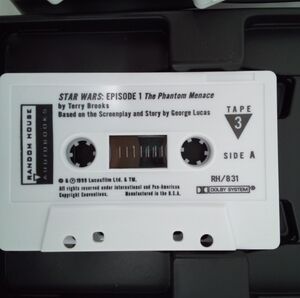 STAR WARS: EPISODE 1 The Phantom Menace
by Terry Brooks
Based on the Screenplay and Story by George Lucas
TAPE
3
SIDE A
RANDOM HOUSE
AUDIOBOOKS
℗ & © 1999 Lucasfilm Ltd. & TM.
All rights reserved under International and Pan-American
Copyright Conventions. Manufactured in the U.S.A.
RH/831
DOLBY SYSTEM®